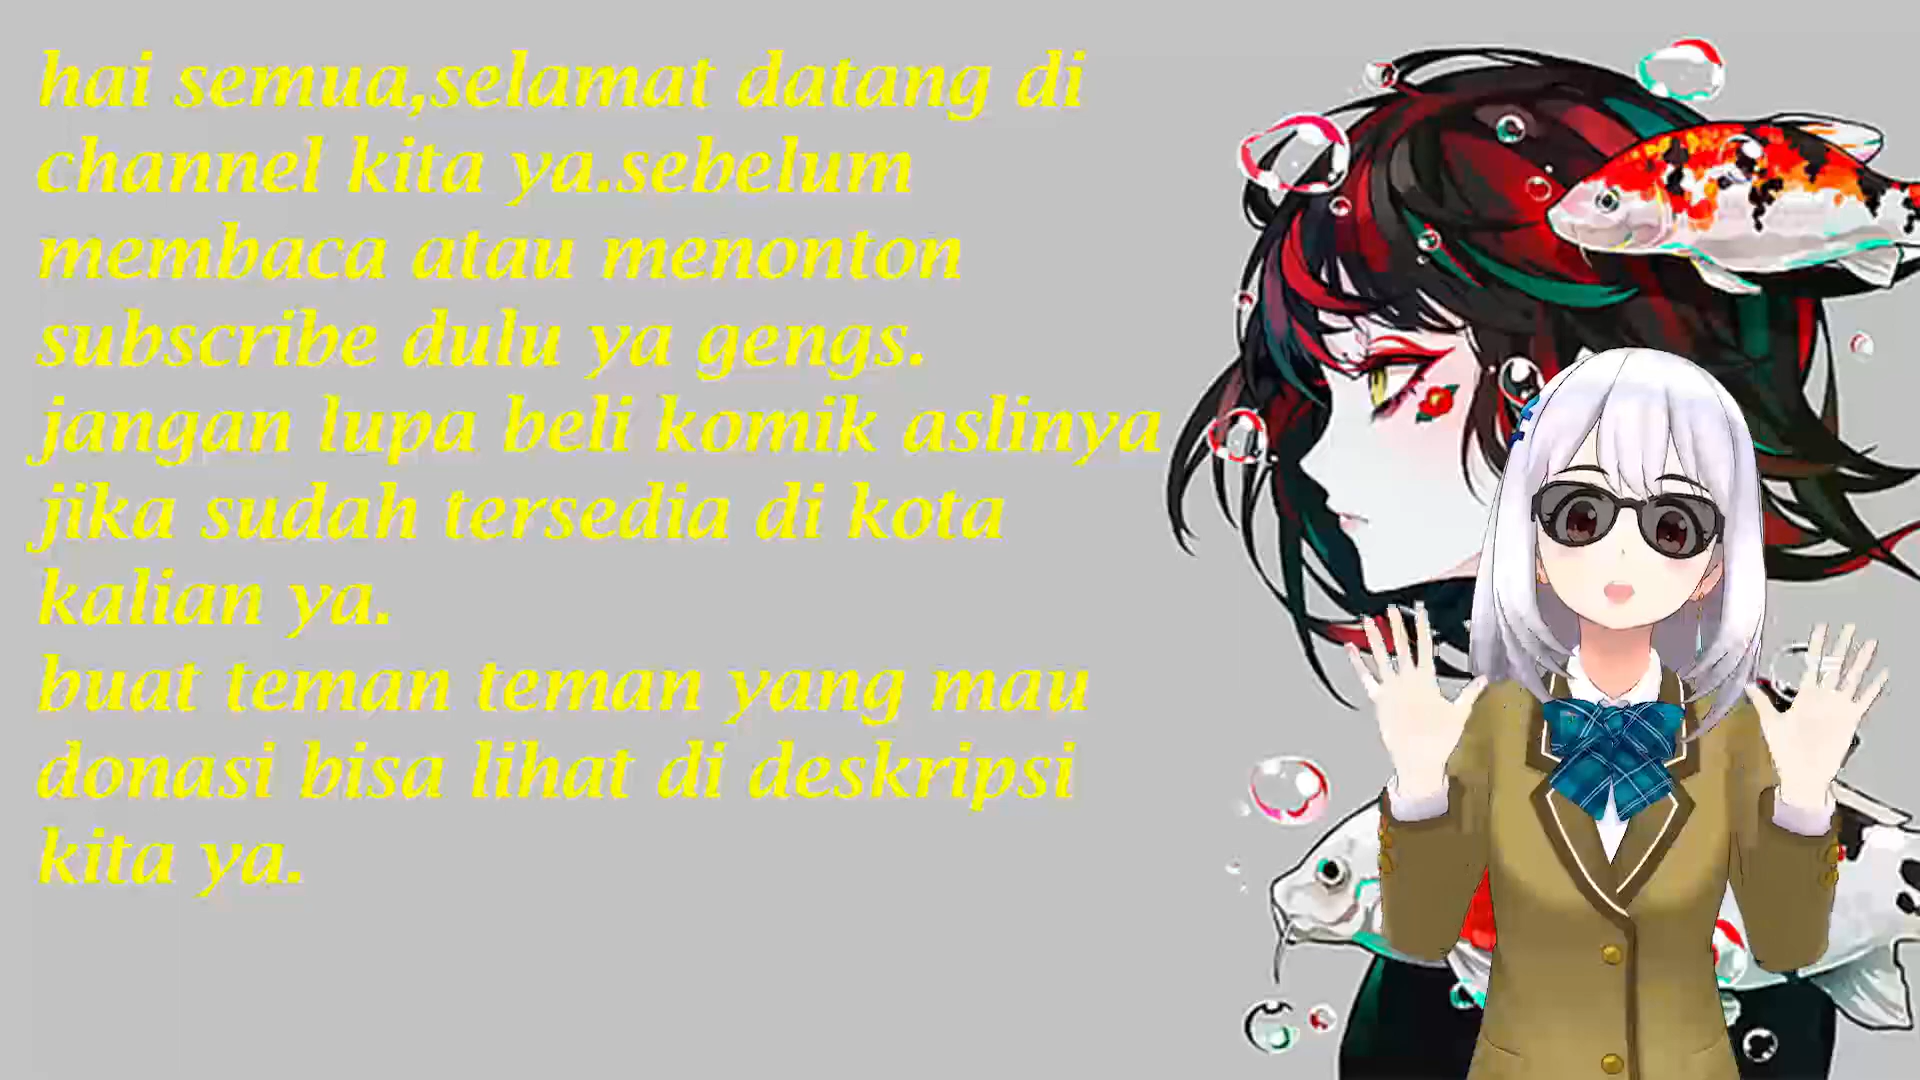 hai semua,selamat datang di
channel kita ya.sebelum
membaca atau menonton
subscribe dulu ya gengs.
jangan lupa beli komik aslinya
jika sudah tersedia di kota
kalian ya.
buat teman teman yang mau
donasi bisa lihat di deskripsi
kita ya.